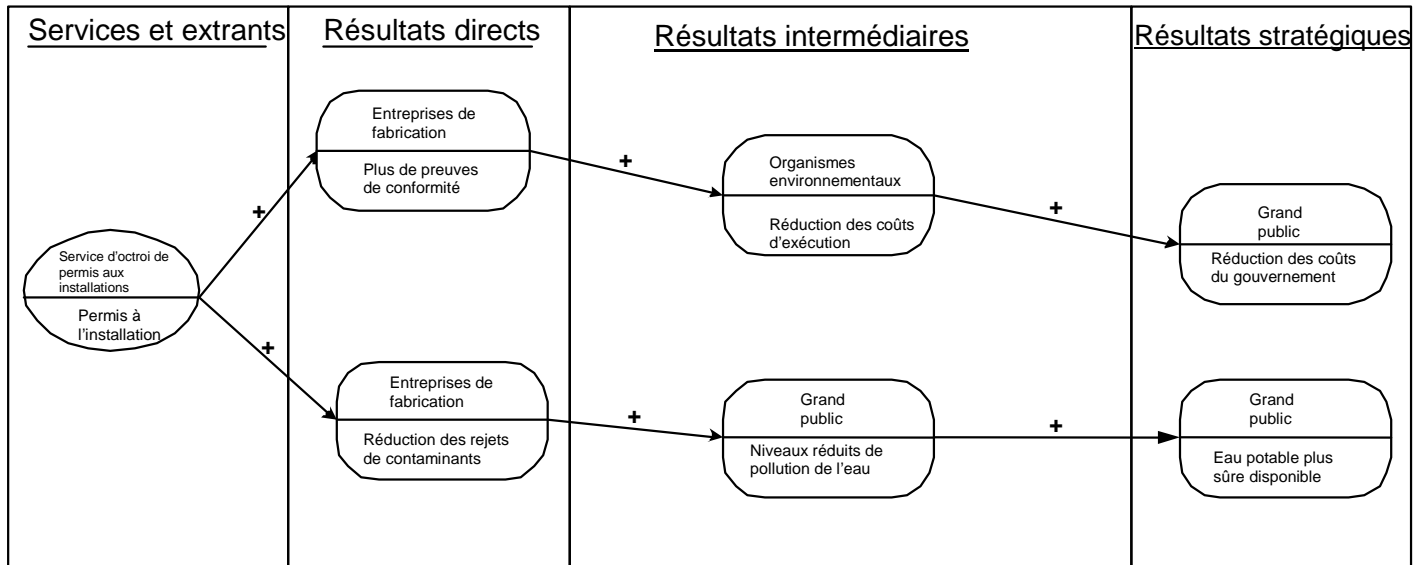 Services et extrants
Résultats directs
Résultats intermédiaires
Résultats stratégiques
Service d'octroi de
permis aux
installations
Permis à
l'installation
+
+
Entreprises de
fabrication
Plus de preuves
de conformité
Entreprises de
fabrication
Réduction des rejets
de contaminants
+
+
Organismes
environnementaux
Réduction des coûts
d'exécution
Grand
public
Niveaux réduits de
pollution de l'eau
+
+
Grand
public
Réduction des coûts
du gouvernement
Grand
public
Eau potable plus
sûre disponible